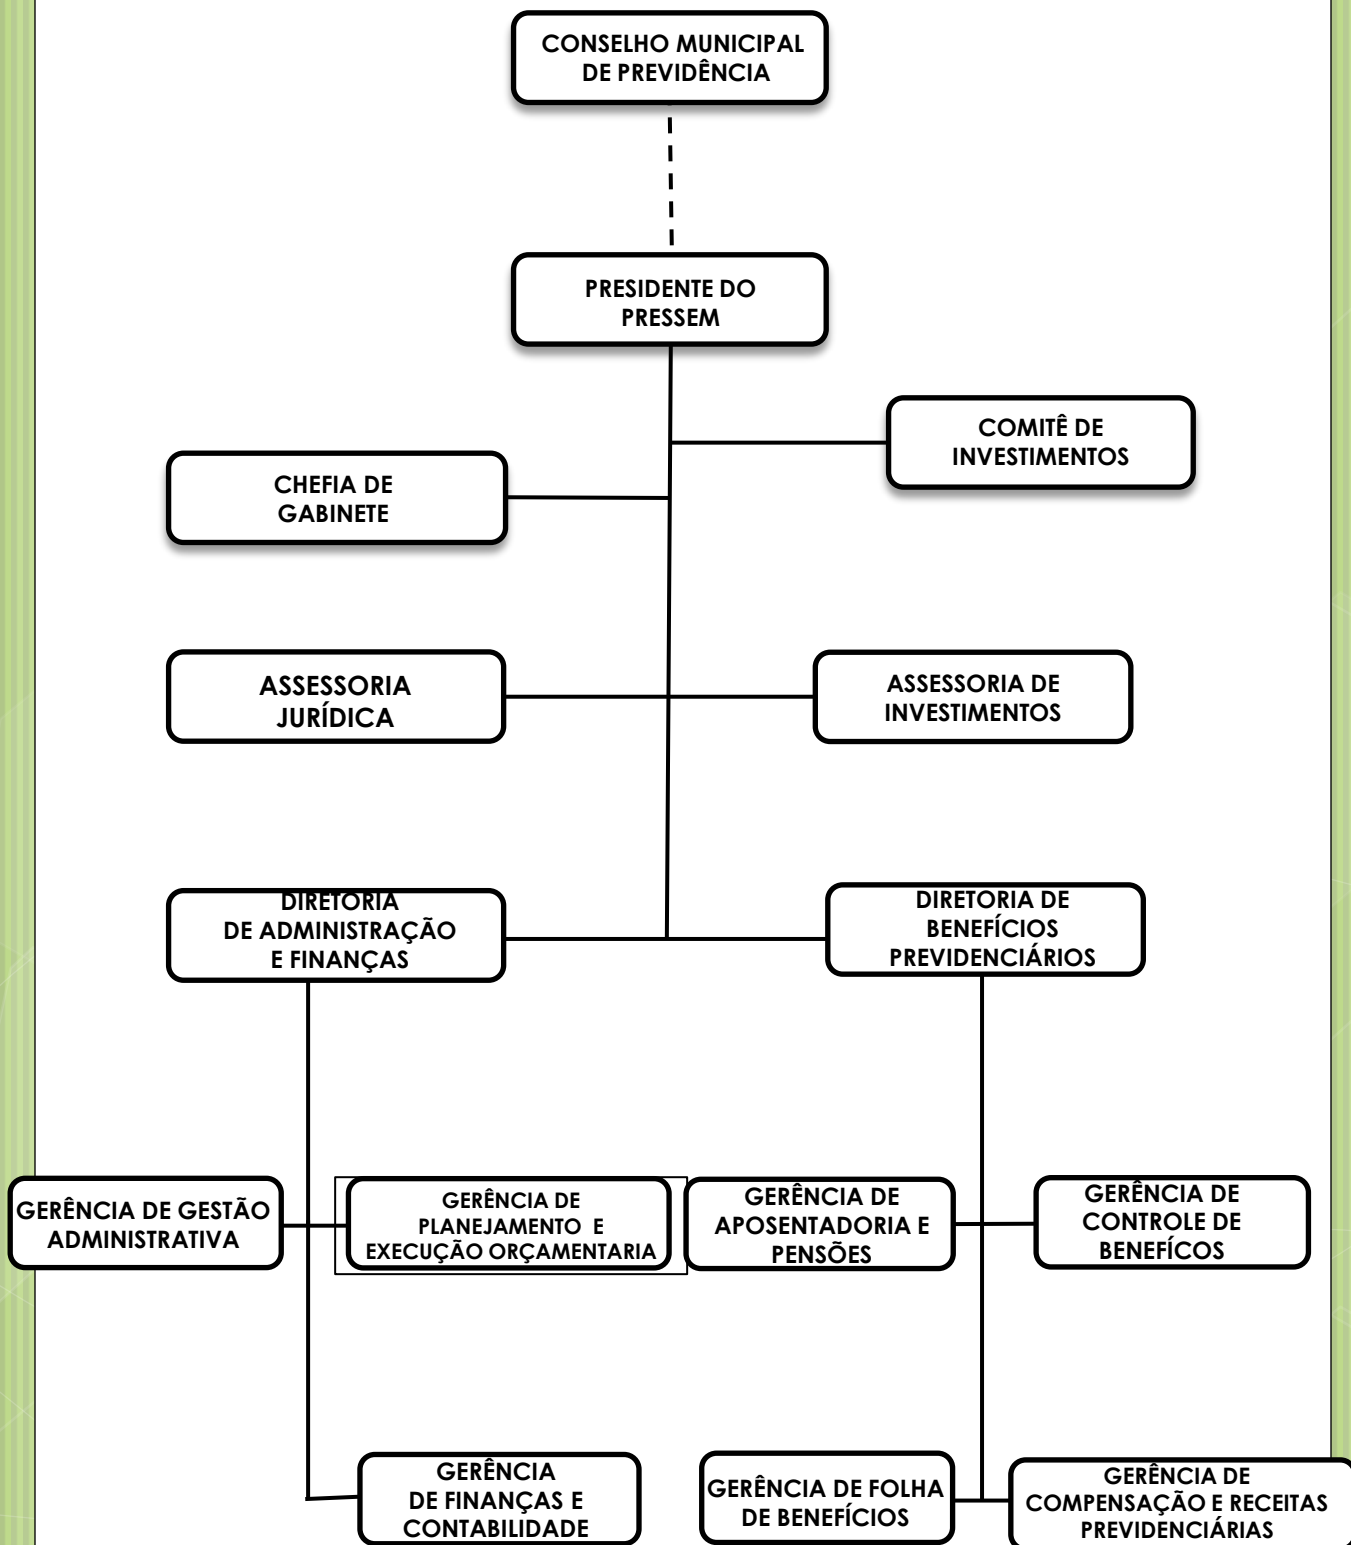 CONSELHO MUNICIPAL
DE PREVIDÊNCIA
PRESIDENTE DO
PRESSEM
COMITÊ DE
INVESTIMENTOS
CHEFIA DE
GABINETE
ASSESSORIA
JURÍDICA
ASSESSORIA DE
INVESTIMENTOS
DIRETORIA
DE ADMINISTRAÇÃO
E FINANÇAS
DIRETORIA DE
BENEFÍCIOS
PREVIDENCIÁRIOS
GERÊNCIA DE GESTÃO
ADMINISTRATIVA
GERÊNCIA DE
PLANEJAMENTO E
EXECUÇÃO ORÇAMENTARIA
GERÊNCIA DE
APOSENTADORIA E
PENSÕES
GERÊNCIA DE
CONTROLE DE
BENEFÍCOS
GERÊNCIA
DE FINANÇAS E
CONTABILIDADE
GERÊNCIA DE FOLHA
DE BENEFÍCIOS
GERÊNCIA DE
COMPENSAÇÃO E RECEITAS
PREVIDENCIÁRIAS